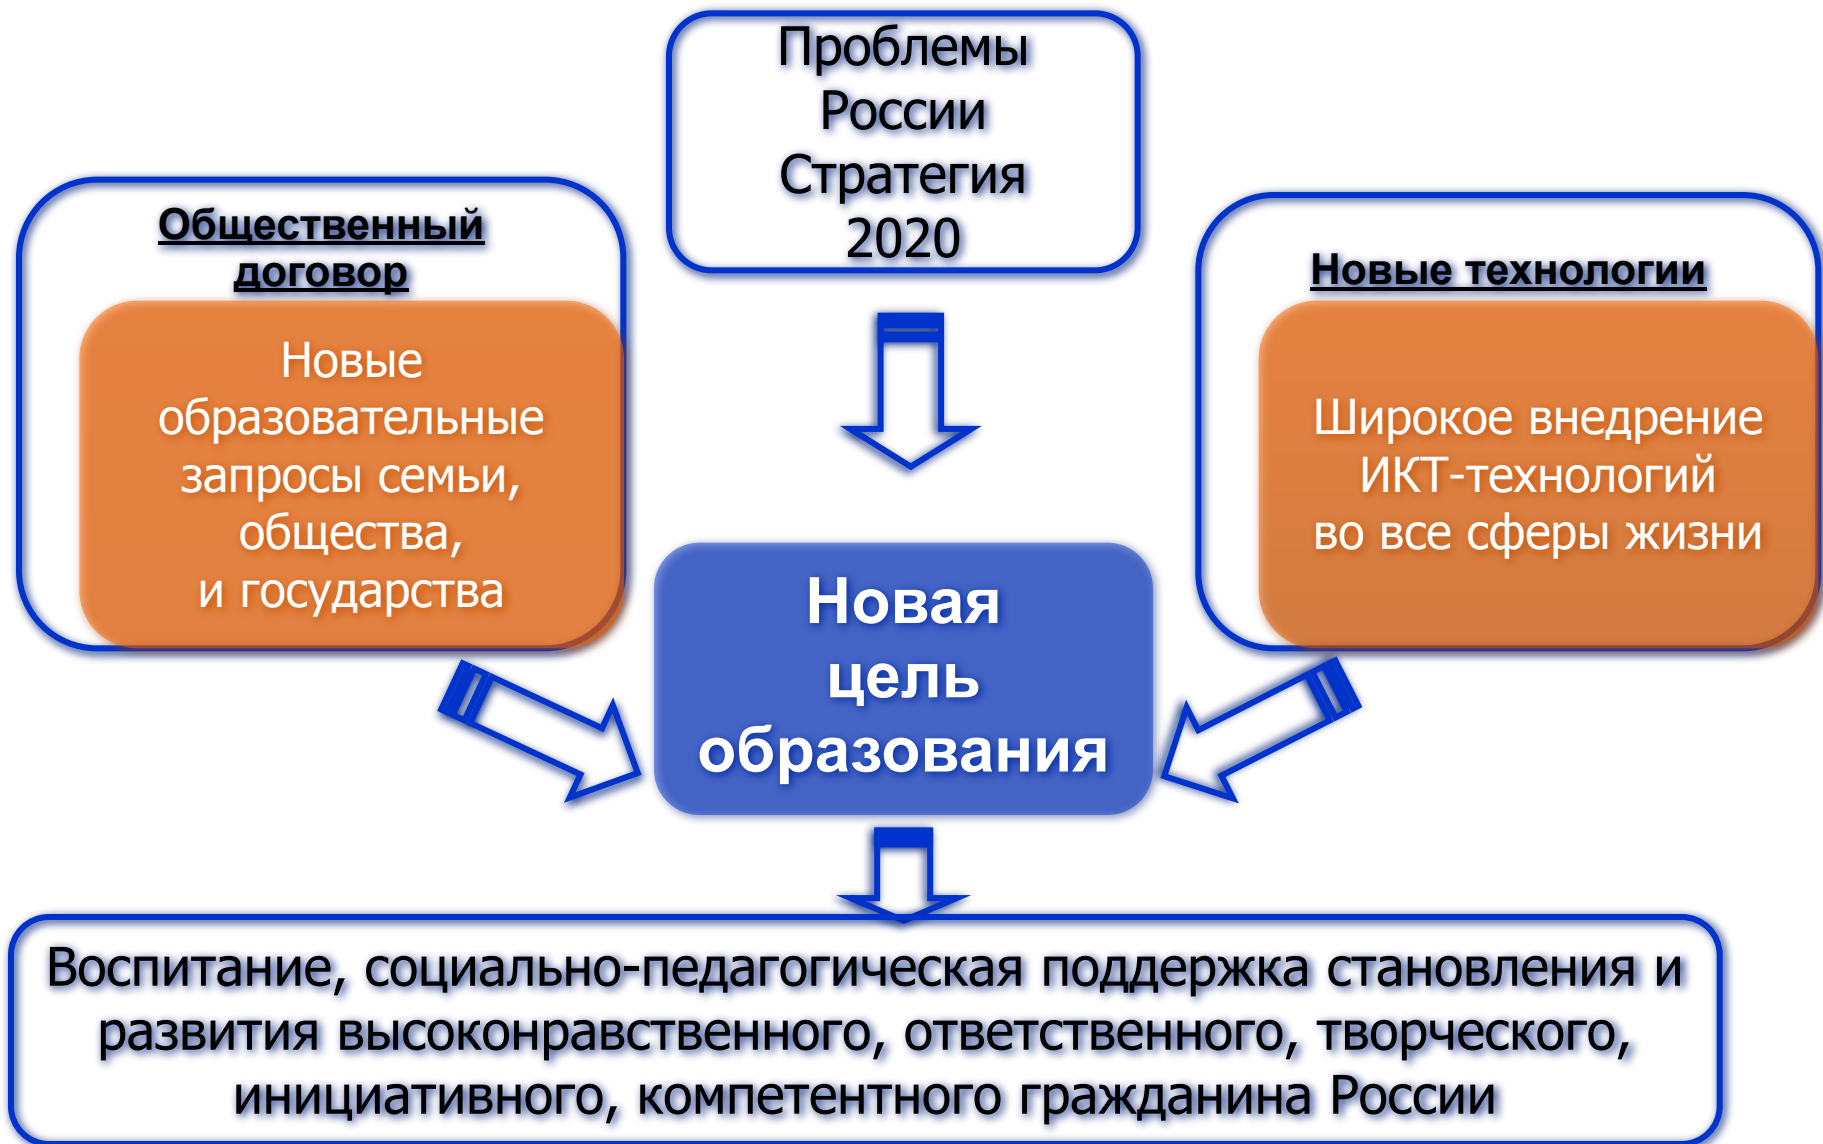 Проблемы
России
Стратегия
2020
Общественный
договор
Новые
образовательные
запросы семьи,
общества,
и государства
Новые технологии
Широкое внедрение
ИКТ-технологий
во все сферы жизни
Новая
цель
образования
Воспитание, социально-педагогическая поддержка становления и
развития высоконравственного, ответственного, творческого,
инициативного, компетентного гражданина России